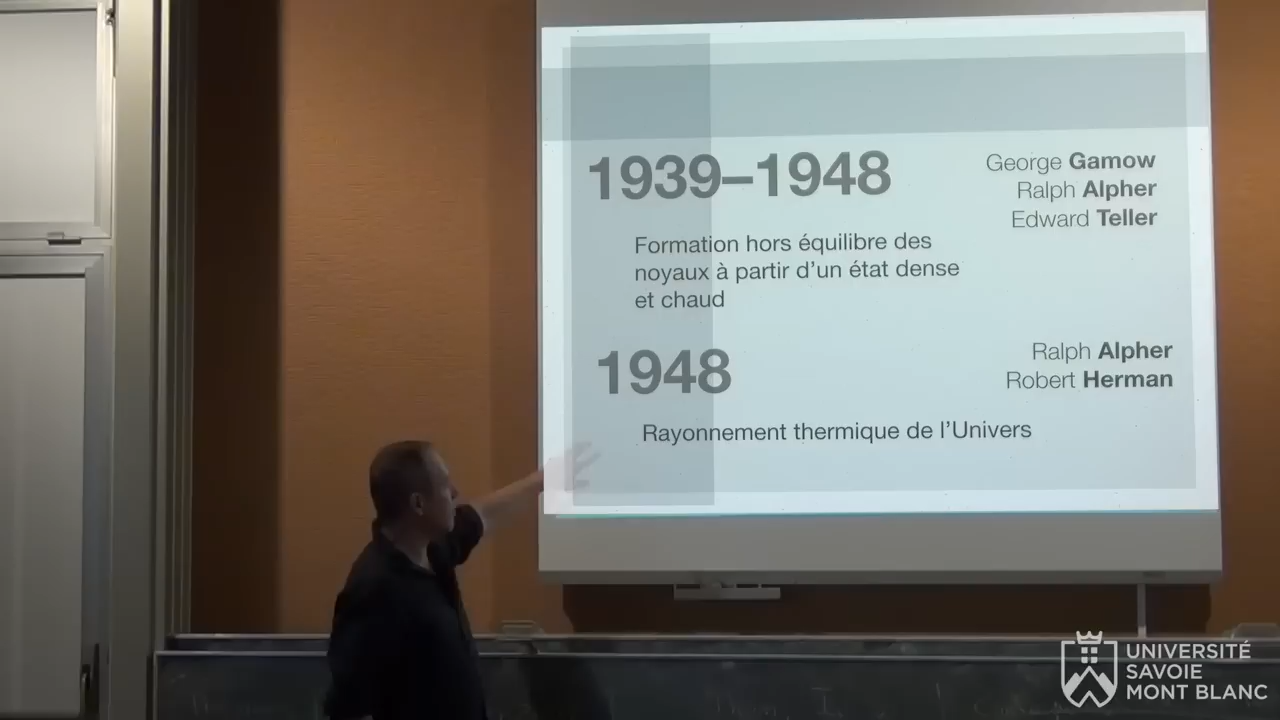 1939–1948
George Gamow
Ralph Alpher
Edward Teller
Formation hors équilibre des
noyaux à partir d’un état dense
et chaud
1948
Ralph Alpher
Robert Herman
Rayonnement thermique de l’Univers
UNIVERSITÉ
SAVOIE
MONT BLANC